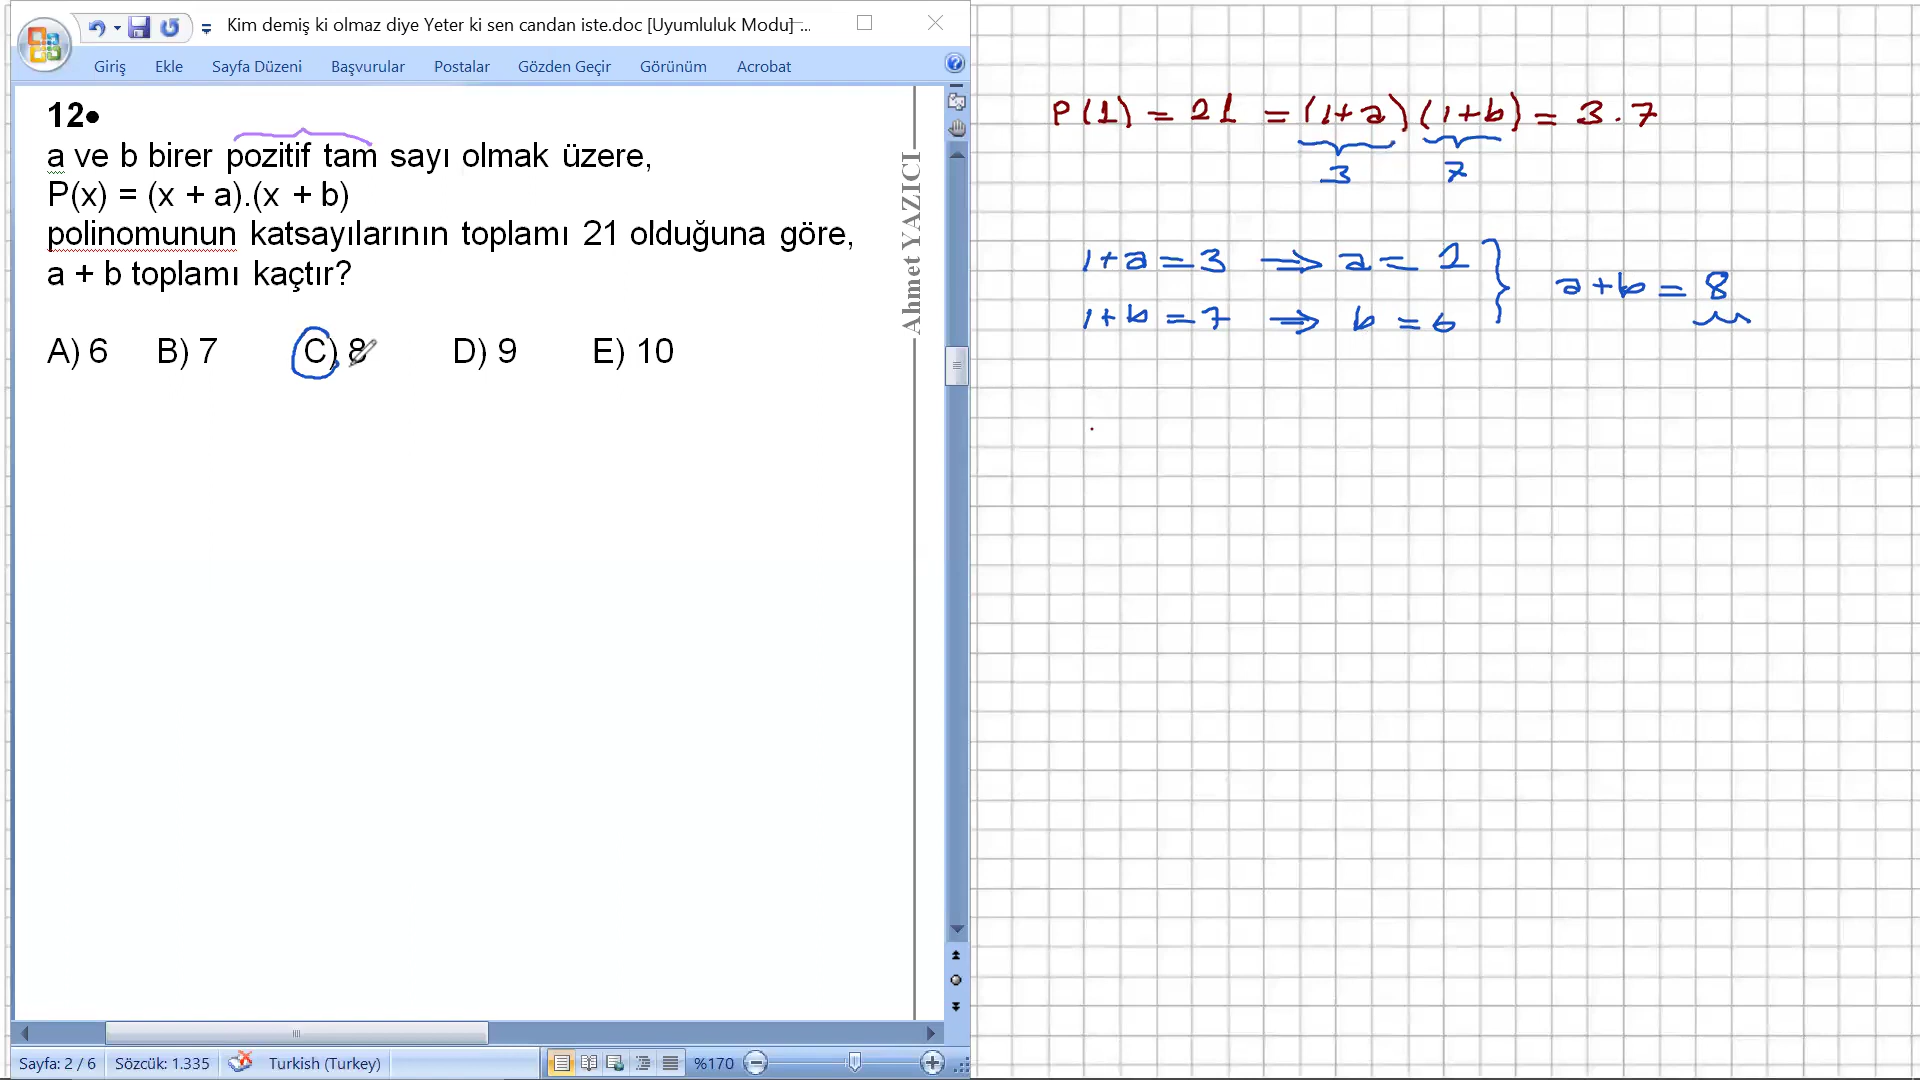 Kim demiş ki olmaz diye Yeter ki sen candan iste.doc [Uyumluluk Modu] - ...
Giriş Ekle Sayfa Düzeni Başvurular Postalar Gözden Geçir Görünüm Acrobat
12•
a ve b birer pozitif tam sayı olmak üzere,
P(x) = (x + a).(x + b)
polinomunun katsayılarının toplamı 21 olduğuna göre,
a + b toplamı kaçtır?
A) 6 B) 7 C) 8 D) 9 E) 10
Ahmet YAZICI
Sayfa: 2 / 6 Sözcük: 1.335 Turkish (Turkey) %170
P(1) = 21 = (1+a)(1+b) = 3.7
3 7
1+a = 3 ⇒ a = 2
1+b = 7 ⇒ b = 6
a+b = 8